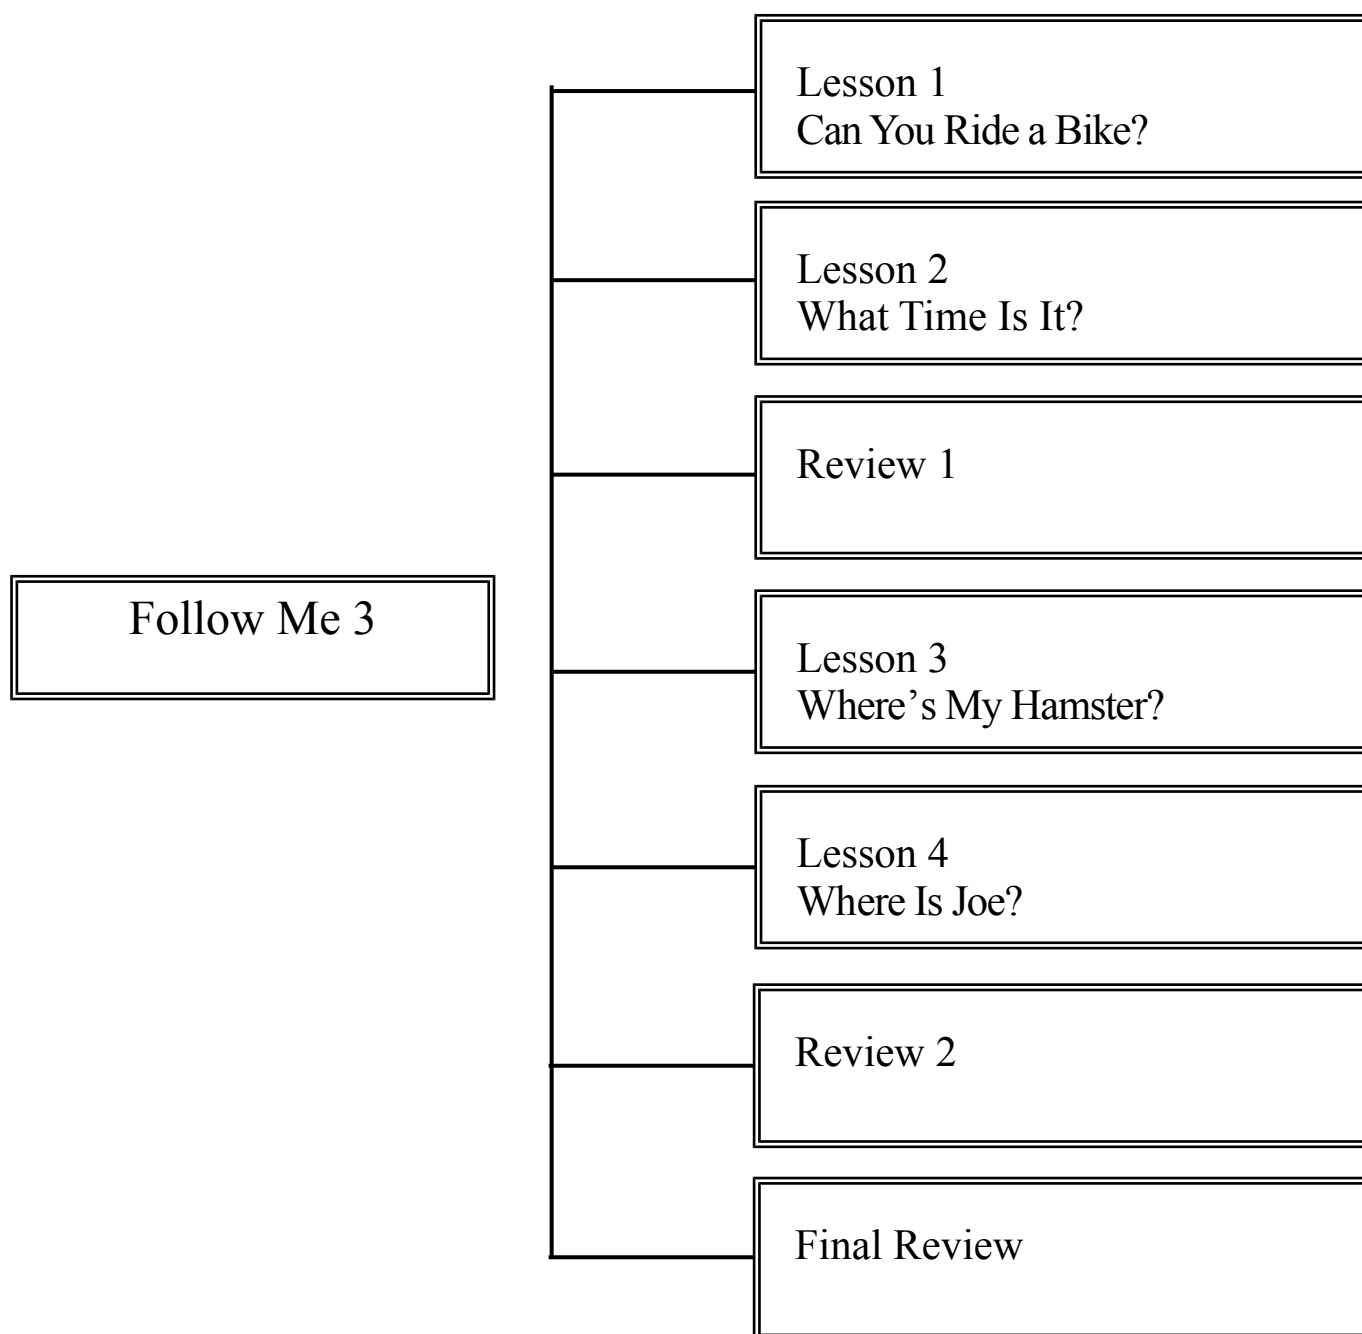 Lesson 1
Can You Ride a Bike?
Lesson 2
What Time Is It?
Review 1
Follow Me 3
Lesson 3
Where’s My Hamster?
Lesson 4
Where Is Joe?
Review 2
Final Review